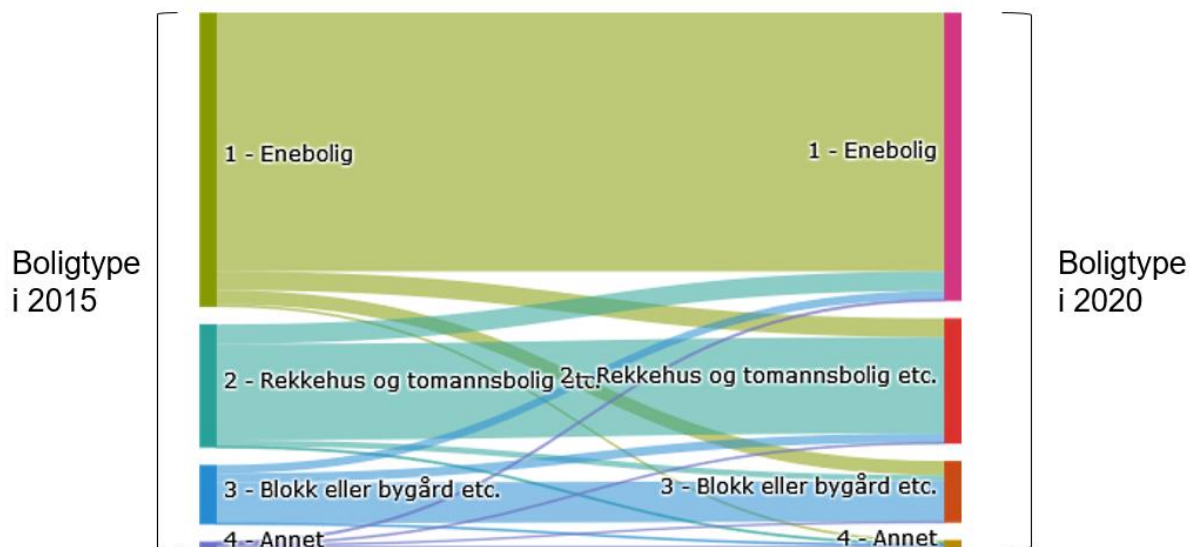 Boligtype
i 2015
1 - Enebolig
2 - Rekkehus og tomannsbolig etc.
3 - Blokk eller bygård etc.
4 - Annet
1 - Enebolig
2 - Rekkehus og tomannsbolig etc.
3 - Blokk eller bygård etc.
4 - Annet
Boligtype
i 2020